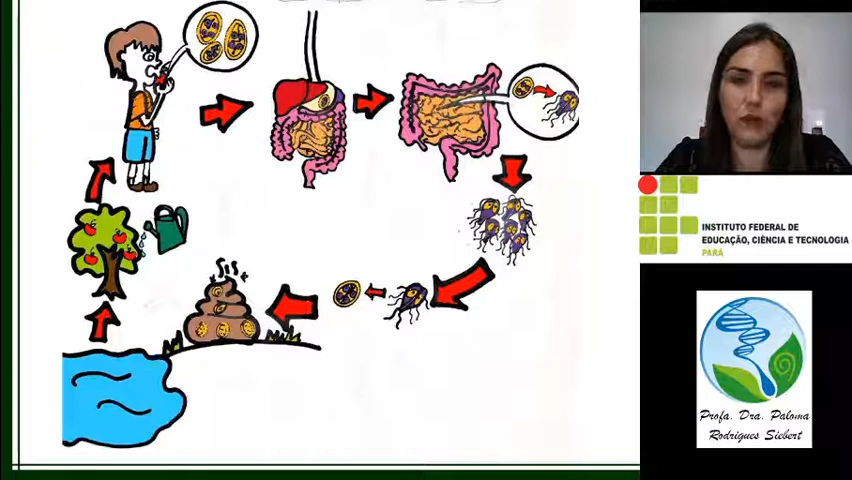 INSTITUTO FEDERAL DE
EDUCAÇÃO, CIÊNCIA E TECNOLOGIA
PARÁ
Profa. Dra. Paloma
Rodrigues Siebert